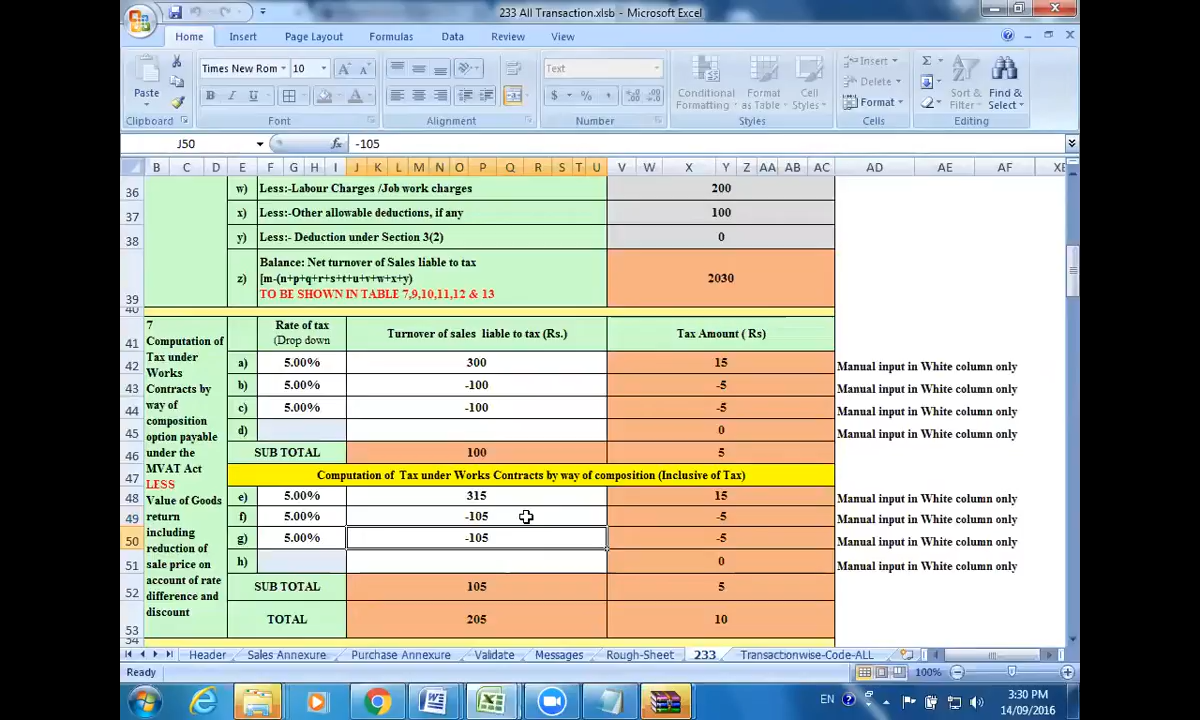 233 All Transaction.xlsb - Microsoft Excel
Home Insert Page Layout Formulas Data Review View
Paste
Clipboard
Times New Rom 10
B I U A
Font
Alignment
Text
$ % ,
Number
Conditional Formatting
Format as Table
Cell Styles
Styles
Insert
Delete
Format
Cells
Σ
Sort & Filter
Find & Select
Editing
J50 fx -105
B C D E F G H I J K L M N O P Q R S T U V W X Y Z AA AB AC AD AE AF
36 w) Less:-Labour Charges /Job work charges 200
37 x) Less:-Other allowable deductions, if any 100
38 y) Less:- Deduction under Section 3(2) 0
Balance: Net turnover of Sales liable to tax
39 z) [m-(n+p+q+r+s+t+u+v+w+x+y) 2030
TO BE SHOWN IN TABLE 7,9,10,11,12 & 13
40
7
Computation of
Tax under
Works
Contracts by
way of
composition
option payable
under the
MVAT Act
LESS
Value of Goods
return
including
reduction of
sale price on
account of rate
difference and
discount
41 Rate of tax (Drop down Turnover of sales liable to tax (Rs.) Tax Amount ( Rs)
42 a) 5.00% 300 15 Manual input in White column only
43 b) 5.00% -100 -5 Manual input in White column only
44 c) 5.00% -100 -5 Manual input in White column only
45 d) 0 Manual input in White column only
46 SUB TOTAL 100 5
47 Computation of Tax under Works Contracts by way of composition (Inclusive of Tax)
48 e) 5.00% 315 15 Manual input in White column only
49 f) 5.00% -105 -5 Manual input in White column only
50 g) 5.00% -105 -5 Manual input in White column only
51 h) 0 Manual input in White column only
52 SUB TOTAL 105 5
53 TOTAL 205 10
54
Header Sales Annexure Purchase Annexure Validate Messages Rough-Sheet 233 Transactionwise-Code-ALL
Ready 100%
EN 3:30 PM
14/09/2016